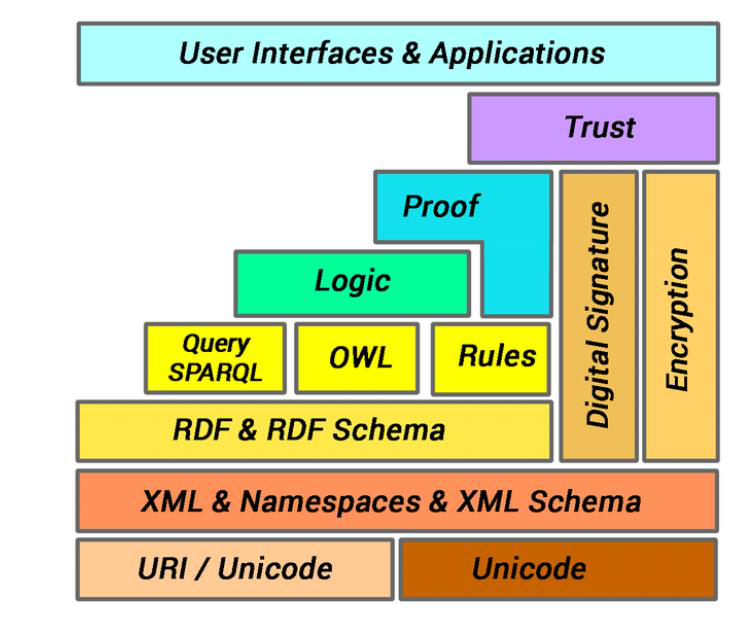 User Interfaces & Applications
Trust
Proof
Logic
Digital Signature
Encryption
Query
SPARQL
OWL
Rules
RDF & RDF Schema
XML & Namespaces & XML Schema
URI / Unicode
Unicode